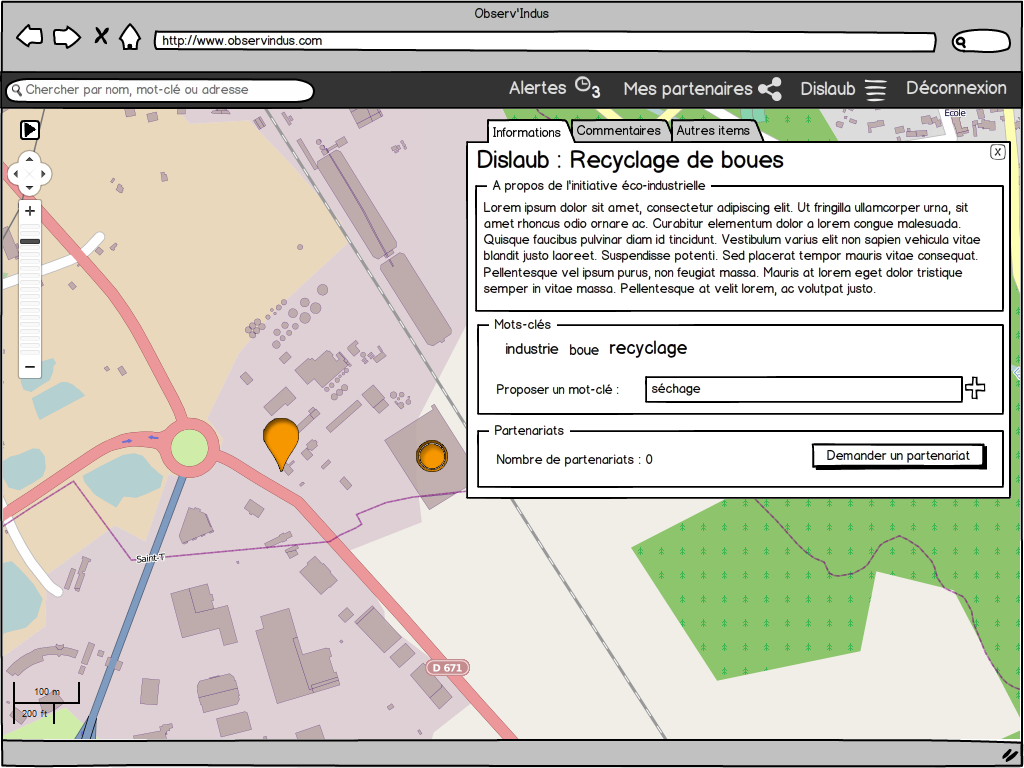 Observ'Indus
http://www.observindus.com
Chercher par nom, mot-clé ou adresse
Alertes 3 Mes partenaires Dislaub Déconnexion
Ecole
Informations Commentaires Autres items
Dislaub : Recyclage de boues
X
A propos de l'initiative éco-industrielle
Lorem ipsum dolor sit amet, consectetur adipiscing elit. Ut fringilla ullamcorper urna, sit
amet rhoncus odio ornare ac. Curabitur elementum dolor a lorem congue malesuada.
Quisque faucibus pulvinar diam id tincidunt. Vestibulum varius elit non sapien vehicula vitae
blandit justo laoreet. Suspendisse potenti. Sed placerat tempor mauris vitae consequat.
Pellentesque vel ipsum purus, non feugiat massa. Mauris at lorem eget dolor tristique
semper in vitae massa. Pellentesque at velit lorem, ac volutpat justo.
Mots-clés
industrie boue recyclage
Proposer un mot-clé : séchage
Partenariats
Nombre de partenariats : 0 Demander un partenariat
Saint-T
D 671
100 m
200 ft